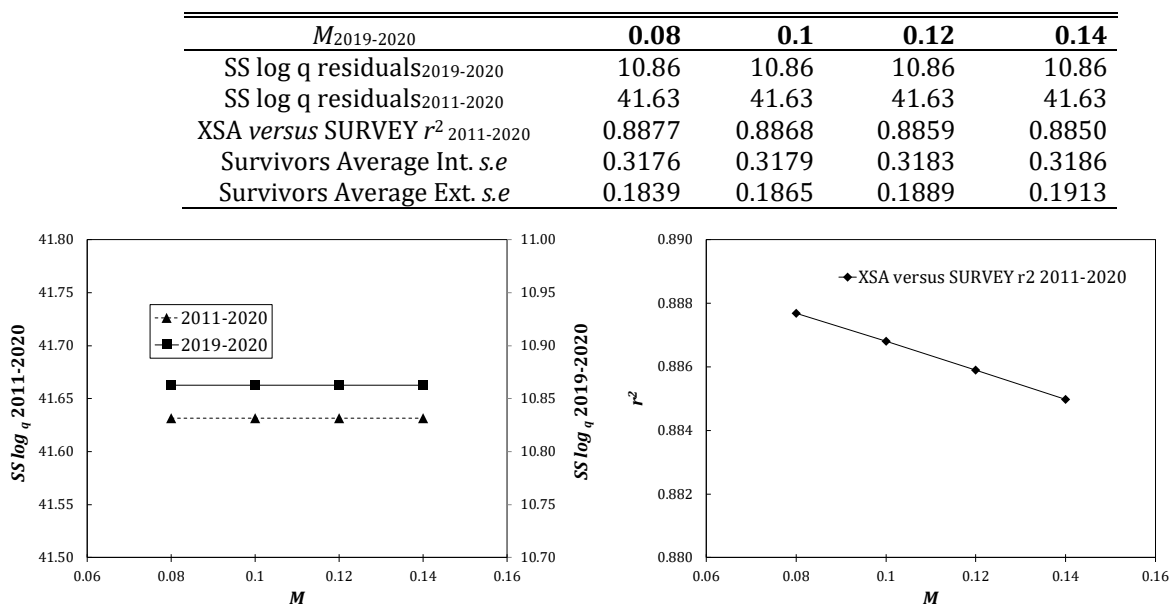 M2019-2020 0.08 0.1 0.12 0.14
SS log q residuals2019-2020 10.86 10.86 10.86 10.86
SS log q residuals2011-2020 41.63 41.63 41.63 41.63
XSA versus SURVEY r2 2011-2020 0.8877 0.8868 0.8859 0.8850
Survivors Average Int. s.e 0.3176 0.3179 0.3183 0.3186
Survivors Average Ext. s.e 0.1839 0.1865 0.1889 0.1913
SS log q 2011-2020
41.80
41.75
41.70
41.65
41.60
41.55
41.50
2011-2020
2019-2020
11.00
10.95
10.90
10.85
10.80
10.75
10.70
SS log q 2019-2020
0.06 0.08 0.1 0.12 0.14 0.16
M
r2
0.890
0.888
0.886
0.884
0.882
0.880
XSA versus SURVEY r2 2011-2020
0.06 0.08 0.1 0.12 0.14 0.16
M